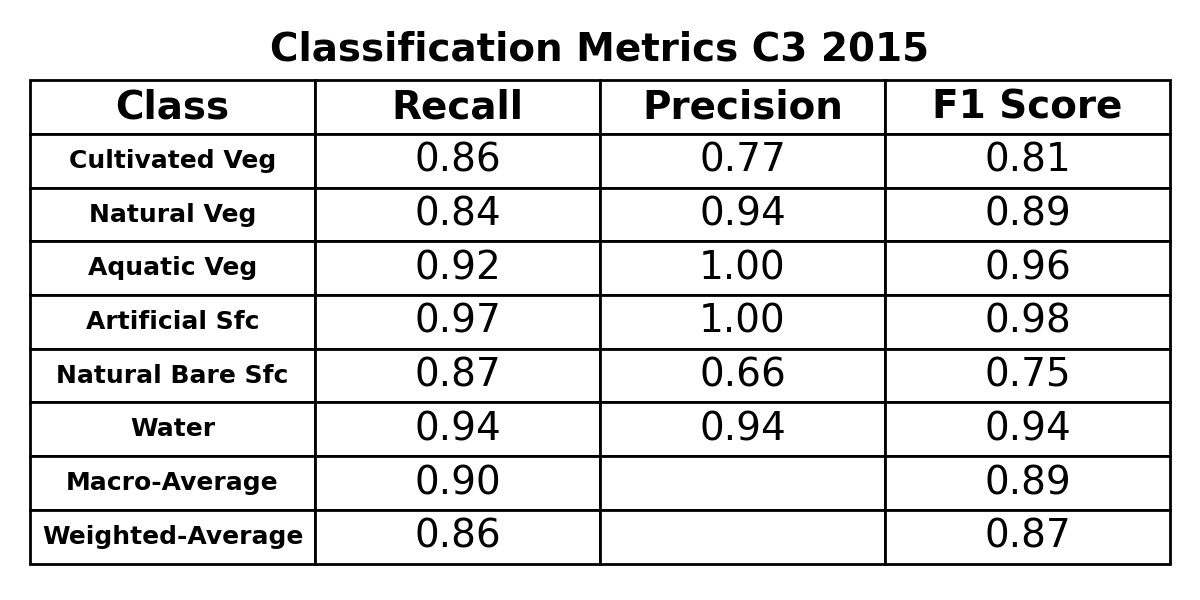 Classification Metrics C3 2015
Class Recall Precision F1 Score
Cultivated Veg 0.86 0.77 0.81
Natural Veg 0.84 0.94 0.89
Aquatic Veg 0.92 1.00 0.96
Artificial Sfc 0.97 1.00 0.98
Natural Bare Sfc 0.87 0.66 0.75
Water 0.94 0.94 0.94
Macro-Average 0.90 0.89
Weighted-Average 0.86 0.87